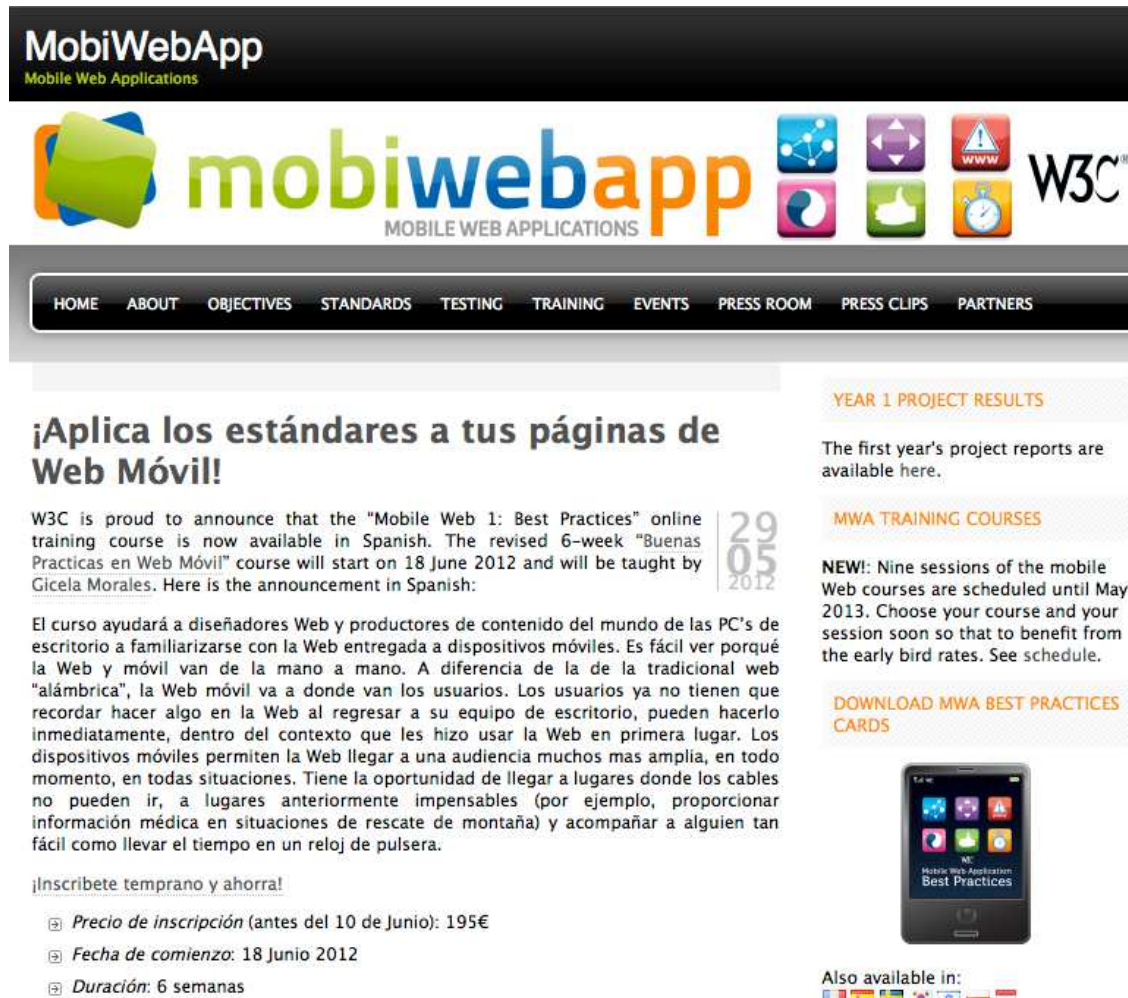 MobiWebApp
Mobile Web Applications
mobiwebapp
MOBILE WEB APPLICATIONS
WWW
W3C®
HOME ABOUT OBJECTIVES STANDARDS TESTING TRAINING EVENTS PRESS ROOM PRESS CLIPS PARTNERS
¡Aplica los estándares a tus páginas de
Web Móvil!
29
05
2012
W3C is proud to announce that the “Mobile Web 1: Best Practices” online
training course is now available in Spanish. The revised 6-week “Buenas
Practicas en Web Móvil” course will start on 18 June 2012 and will be taught by
Gicela Morales. Here is the announcement in Spanish:
El curso ayudará a diseñadores Web y productores de contenido del mundo de las PC's de
escritorio a familiarizarse con la Web entregada a dispositivos móviles. Es fácil ver porqué
la Web y móvil van de la mano a mano. A diferencia de la de la tradicional web
"alámbrica", la Web móvil va a donde van los usuarios. Los usuarios ya no tienen que
recordar hacer algo en la Web al regresar a su equipo de escritorio, pueden hacerlo
inmediatamente, dentro del contexto que les hizo usar la Web en primera lugar. Los
dispositivos móviles permiten la Web llegar a una audiencia muchos mas amplia, en todo
momento, en todas situaciones. Tiene la oportunidad de llegar a lugares donde los cables
no pueden ir, a lugares anteriormente impensables (por ejemplo, proporcionar
información médica en situaciones de rescate de montaña) y acompañar a alguien tan
fácil como llevar el tiempo en un reloj de pulsera.
¡Inscribete temprano y ahorra!
Precio de inscripción (antes del 10 de Junio): 195€
Fecha de comienzo: 18 Junio 2012
Duración: 6 semanas
YEAR 1 PROJECT RESULTS
The first year's project reports are
available here.
MWA TRAINING COURSES
NEW!: Nine sessions of the mobile
Web courses are scheduled until May
2013. Choose your course and your
session soon so that to benefit from
the early bird rates. See schedule.
DOWNLOAD MWA BEST PRACTICES
CARDS
W3C
Mobile Web Application
Best Practices
Also available in: